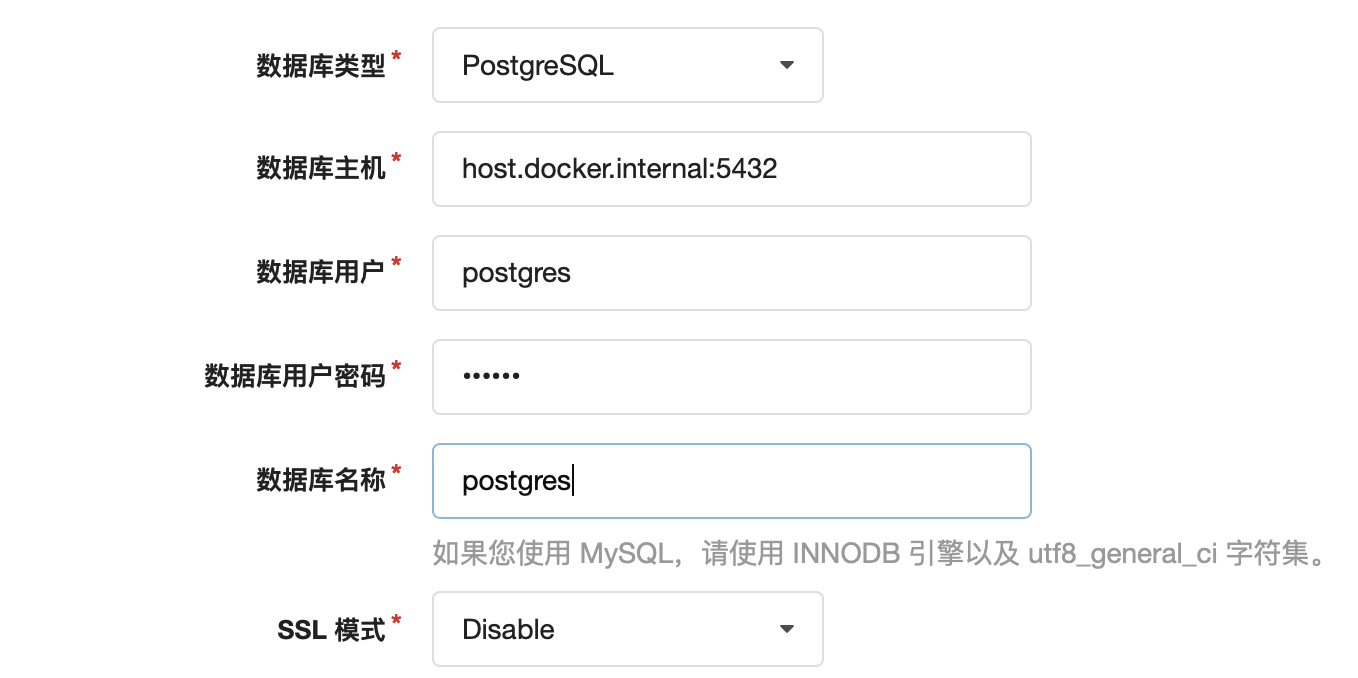 数据库类型* PostgreSQL
数据库主机* host.docker.internal:5432
数据库用户* postgres
数据库用户密码* ••••••
数据库名称* postgres
如果您使用 MySQL，请使用 INNODB 引擎以及 utf8_general_ci 字符集。
SSL 模式* Disable